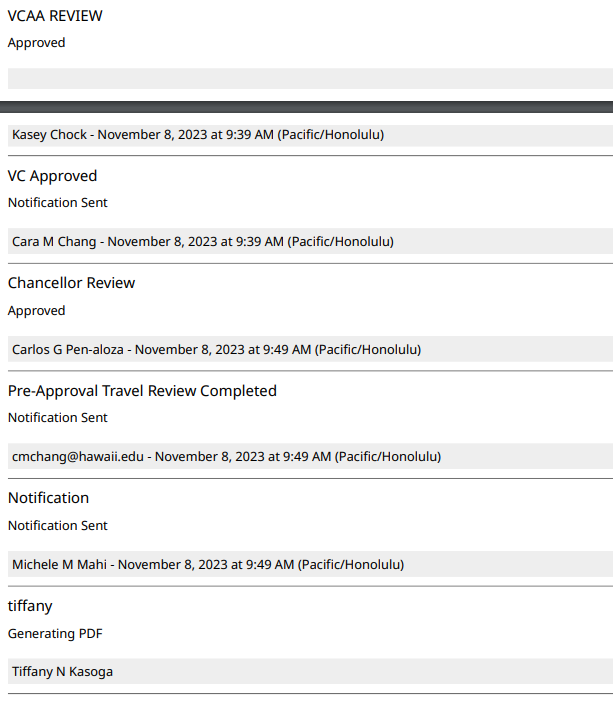 VCAA REVIEW
Approved
Kasey Chock - November 8, 2023 at 9:39 AM (Pacific/Honolulu)
VC Approved
Notification Sent
Cara M Chang - November 8, 2023 at 9:39 AM (Pacific/Honolulu)
Chancellor Review
Approved
Carlos G Pen-aloza - November 8, 2023 at 9:49 AM (Pacific/Honolulu)
Pre-Approval Travel Review Completed
Notification Sent
cmchang@hawaii.edu - November 8, 2023 at 9:49 AM (Pacific/Honolulu)
Notification
Notification Sent
Michele M Mahi - November 8, 2023 at 9:49 AM (Pacific/Honolulu)
tiffany
Generating PDF
Tiffany N Kasoga